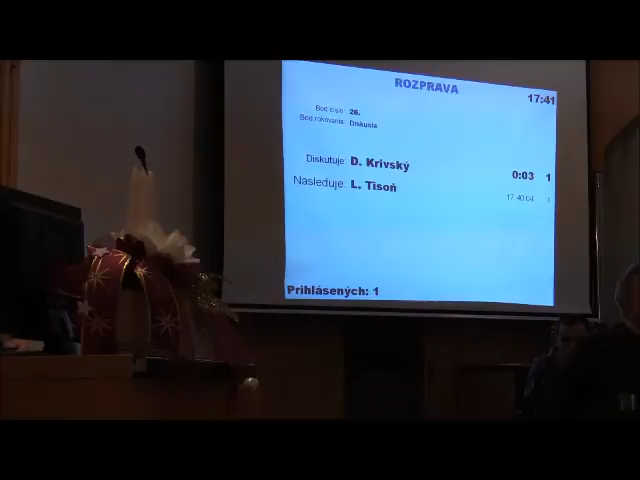 ROZPRAVA
17:41
Bod číslo: 26.
Bod rokovania: Diskusia
Diskutuje: D. Krivský 0:03 1
Nasleduje: L. Tisoň 17:40:04 1
Prihlásených: 1